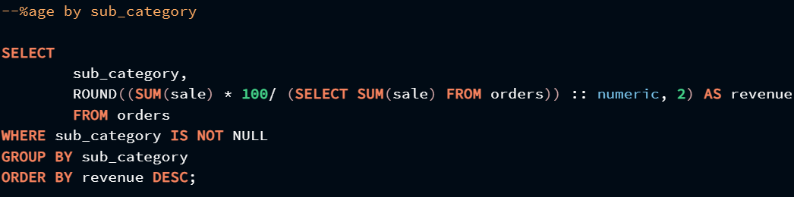 --%age by sub_category
SELECT
sub_category,
ROUND((SUM(sale) * 100/ (SELECT SUM(sale) FROM orders)) :: numeric, 2) AS revenue
FROM orders
WHERE sub_category IS NOT NULL
GROUP BY sub_category
ORDER BY revenue DESC;